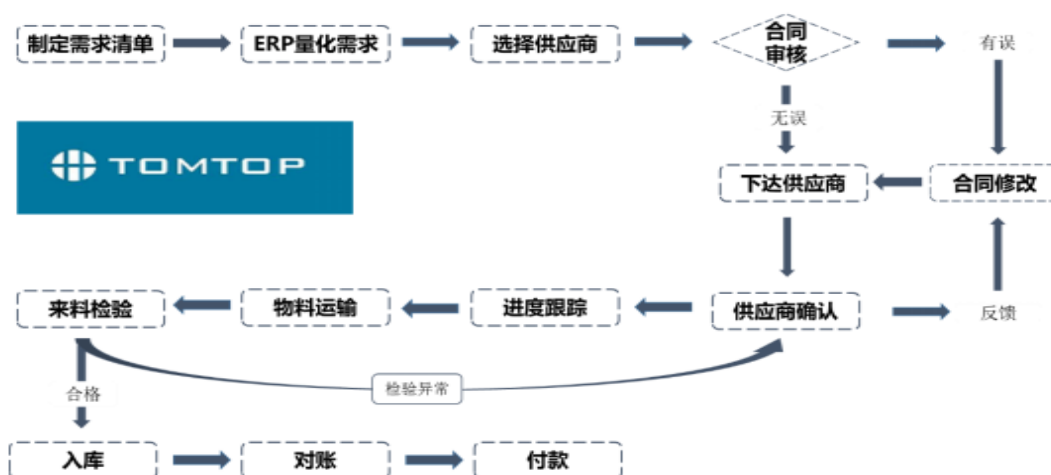 制定需求清单
ERP量化需求
选择供应商
合同
审核
有误
无误
TOMTOP
下达供应商
合同修改
来料检验
物料运输
进度跟踪
供应商确认
反馈
合格
检验异常
入库
对账
付款